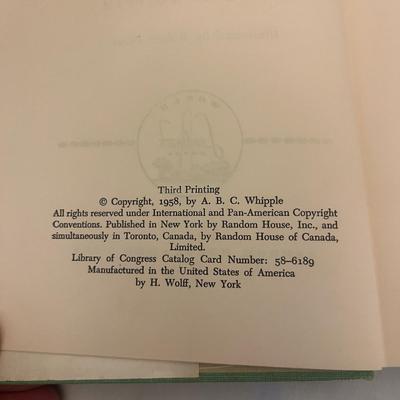 Third Printing
© Copyright, 1958, by A. B. C. Whipple
All rights reserved under International and Pan-American Copyright
Conventions. Published in New York by Random House, Inc., and
simultaneously in Toronto, Canada, by Random House of Canada,
Limited.
Library of Congress Catalog Card Number: 58-6189
Manufactured in the United States of America
by H. Wolff, New York